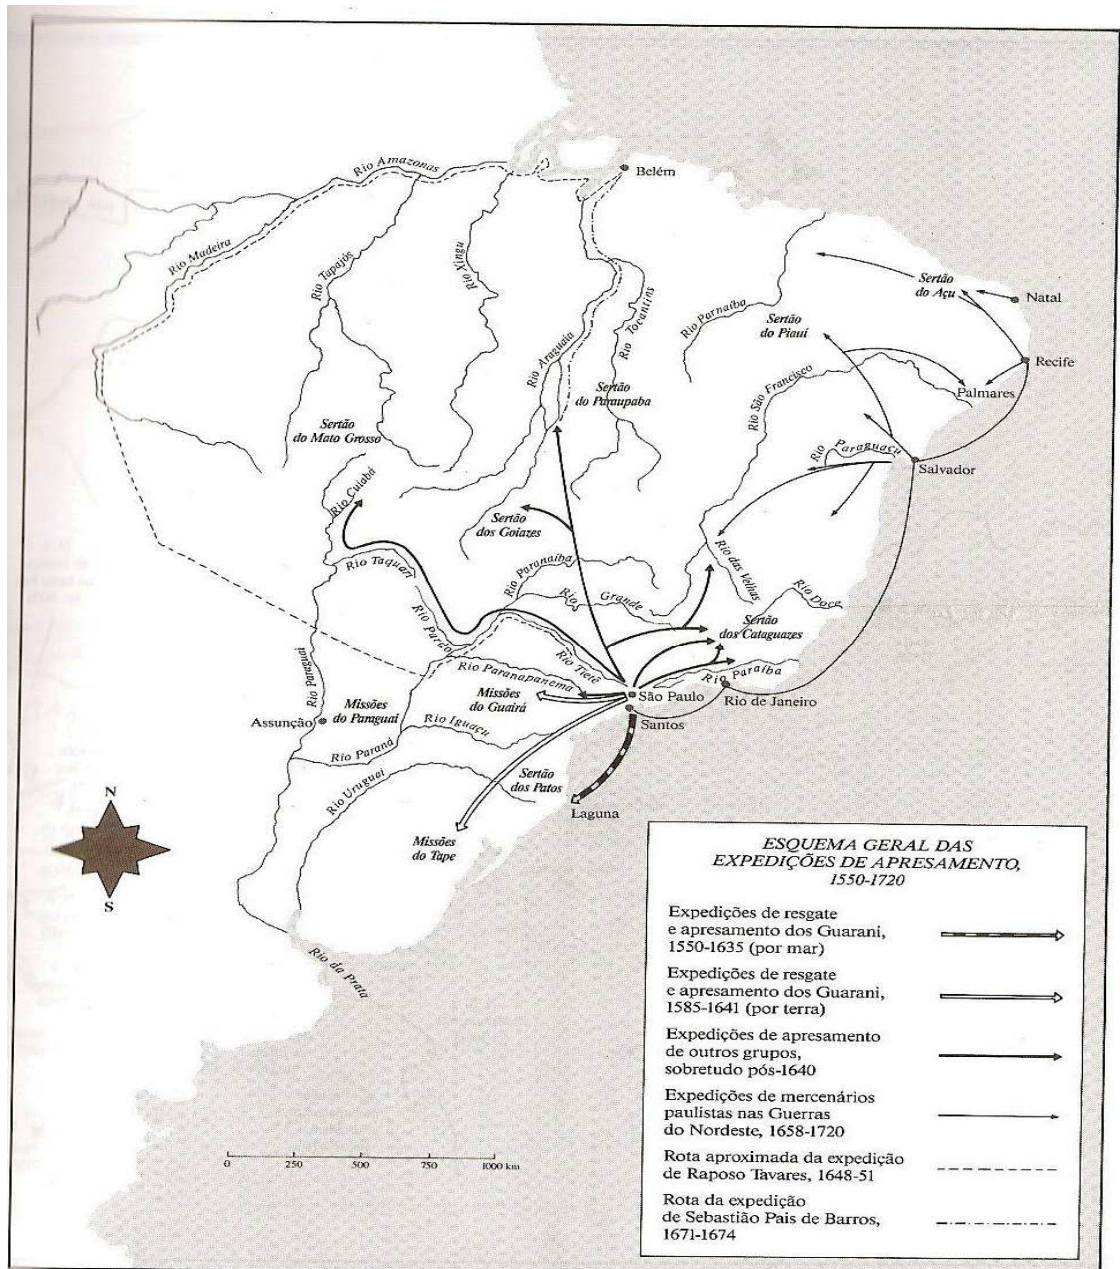 Rio Amazonas
Belém
Rio Madeira
Rio Tapajós
Rio Xingu
Rio Araguaia
Rio Tocantins
Rio Parnaíba
Sertão
do Açu
Natal
Sertão
do Piauí
Recife
Palmares
Rio São Francisco
Sertão
do Paraupaba
Sertão
do Mato Grosso
Rio Paraguaçu
Salvador
Rio Cuiabá
Sertão
dos Goiazes
Rio Taquari
Rio Paranaíba
Rio das Velhas
Rio Grande
Rio Doce
Rio Pardo
Sertão
dos Cataguazes
Rio Tietê
Rio Paraíba
Rio Paraguai
Rio Paranapanema
São Paulo
Rio de Janeiro
Missões
do Guairá
Missões
do Paraguai
Assunção
Santos
Rio Iguaçu
Rio Paraná
Rio Uruguai
Sertão
dos Patos
Laguna
Missões
do Tape
N
S
Rio da Prata
0 250 500 750 1000 km
ESQUEMA GERAL DAS
EXPEDIÇÕES DE APRESAMENTO,
1550-1720
Expedições de resgate
e apresamento dos Guarani,
1550-1635 (por mar)
Expedições de resgate
e apresamento dos Guarani,
1585-1641 (por terra)
Expedições de apresamento
de outros grupos,
sobretudo pós-1640
Expedições de mercenários
paulistas nas Guerras
do Nordeste, 1658-1720
Rota aproximada da expedição
de Raposo Tavares, 1648-51
Rota da expedição
de Sebastião Pais de Barros,
1671-1674